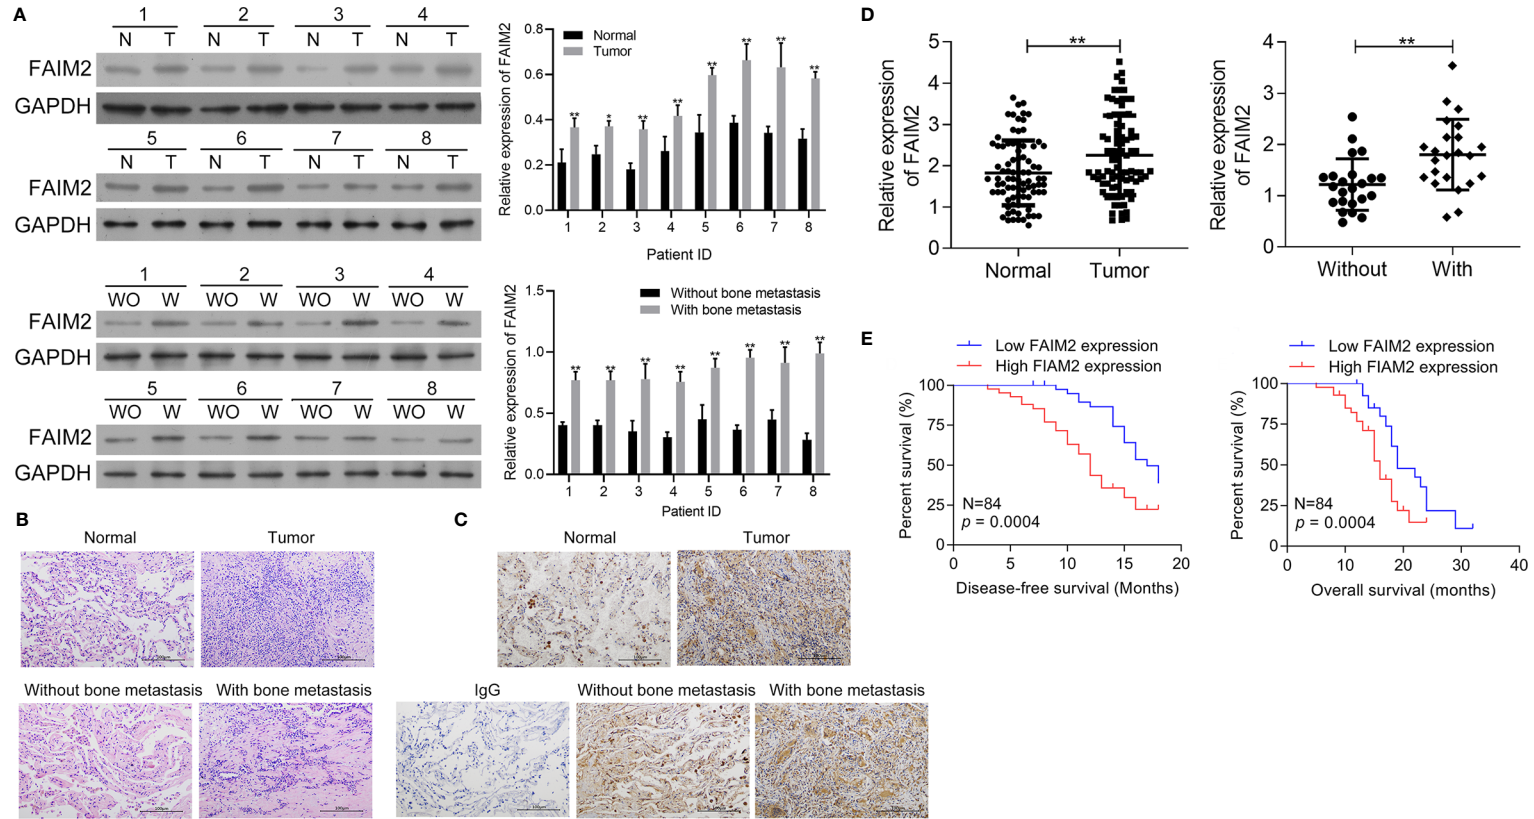 A
1 2 3 4
N T N T N T N T
FAIM2
GAPDH
5 6 7 8
N T N T N T N T
FAIM2
GAPDH
1 2 3 4
WO W WO W WO W WO W
FAIM2
GAPDH
5 6 7 8
WO W WO W WO W WO W
FAIM2
GAPDH
Relative expression of FAIM2
0.8
0.6
0.4
0.2
0.0
Normal
Tumor
** * ** ** ** ** ** **
1 2 3 4 5 6 7 8
Patient ID
Relative expression of FAIM2
1.5
1.0
0.5
0.0
Without bone metastasis
With bone metastasis
** ** ** ** ** ** ** **
1 2 3 4 5 6 7 8
Patient ID
B
Normal Tumor
100μm 100μm
Without bone metastasis With bone metastasis
100μm 100μm
C
Normal Tumor
100μm
IgG Without bone metastasis With bone metastasis
100μm
D
Relative expression
of FAIM2
5
4
3
2
1
0
**
Normal Tumor
Relative expression
of FAIM2
4
3
2
1
0
**
Without With
E
Low FAIM2 expression
High FIAM2 expression
Percent survival (%)
100
75
50
25
0
N=84
p = 0.0004
0 5 10 15 20
Disease-free survival (Months)
Low FAIM2 expression
High FIAM2 expression
Percent survival (%)
100
75
50
25
0
N=84
p = 0.0004
0 10 20 30 40
Overall survival (months)